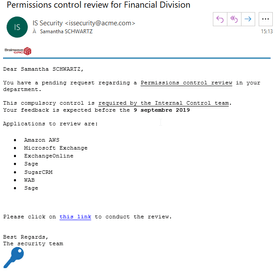 Permissions control review for Financial Division
IS
IS Security <issecurity@acme.com>
À Samantha SCHWARTZ
15:13
Dear Samantha SCHWARTZ,
You have a pending request regarding a Permissions control review in your
department.
This compulsory control is required by the Internal Control team.
Your feedback is expected before the 9 septembre 2019
Applications to review are:
Amazon AWS
Microsoft Exchange
ExchangeOnline
Sage
SugarCRM
WAB
Sage
Please click on this link to conduct the review.
Best Regards,
The security team